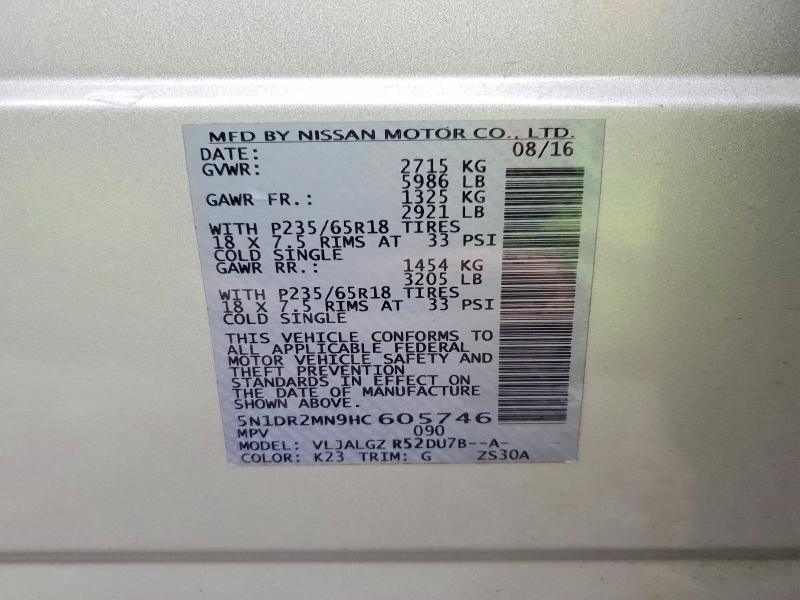 MFD BY NISSAN MOTOR CO., LTD.
DATE: 08/16
GVWR: 2715 KG
5986 LB
GAWR FR.: 1325 KG
2921 LB
WITH P235/65R18 TIRES
18 X 7.5 RIMS AT 33 PSI
COLD SINGLE
GAWR RR.: 1454 KG
3205 LB
WITH P235/65R18 TIRES
18 X 7.5 RIMS AT 33 PSI
COLD SINGLE
THIS VEHICLE CONFORMS TO
ALL APPLICABLE FEDERAL
MOTOR VEHICLE SAFETY AND
THEFT PREVENTION
STANDARDS IN EFFECT ON
THE DATE OF MANUFACTURE
SHOWN ABOVE.
5N1DR2MN9HC 605746
MPV 090
MODEL: VLJALGZ R52DU7B--A-
COLOR: K23 TRIM: G ZS30A